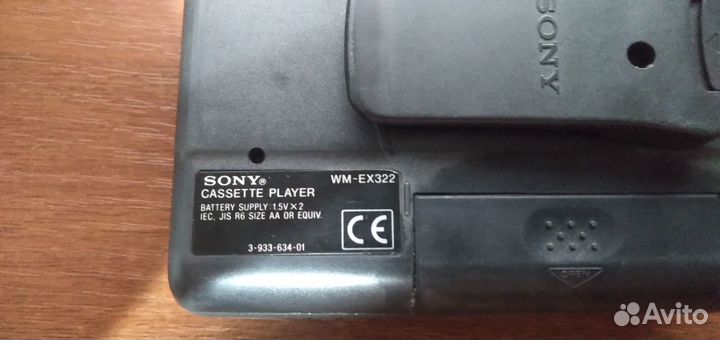 SONY
SONY® WM-EX322
CASSETTE PLAYER
BATTERY SUPPLY 1.5V×2
IEC, JIS R6 SIZE AA OR EQUIV.
CE
3-933-634-01
OPEN
Avito